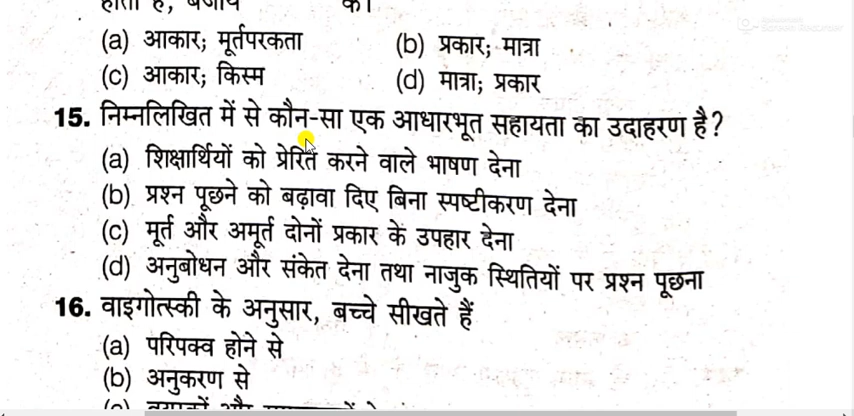 होता है, बजाय के।
(a) आकार; मूर्तपरकता (b) प्रकार; मात्रा
(c) आकार; किस्म (d) मात्रा; प्रकार
15. निम्नलिखित में से कौन-सा एक आधारभूत सहायता का उदाहरण है?
(a) शिक्षार्थियों को प्रेरित करने वाले भाषण देना
(b) प्रश्न पूछने को बढ़ावा दिए बिना स्पष्टीकरण देना
(c) मूर्त और अमूर्त दोनों प्रकार के उपहार देना
(d) अनुबोधन और संकेत देना तथा नाजुक स्थितियों पर प्रश्न पूछना
16. वाइगोत्स्की के अनुसार, बच्चे सीखते हैं
(a) परिपक्व होने से
(b) अनुकरण से